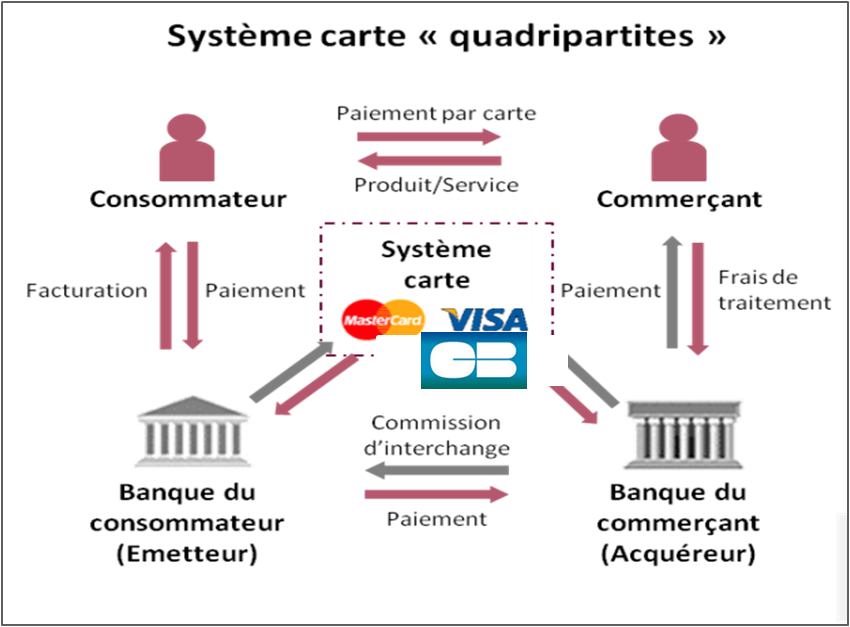 Système carte « quadripartites »
Paiement par carte
Produit/Service
Consommateur
Commerçant
Système
carte
MasterCard
VISA
CB
Facturation
Paiement
Paiement
Frais de
traitement
Commission
d’interchange
Paiement
Banque du
consommateur
(Emetteur)
Banque du
commerçant
(Acquéreur)